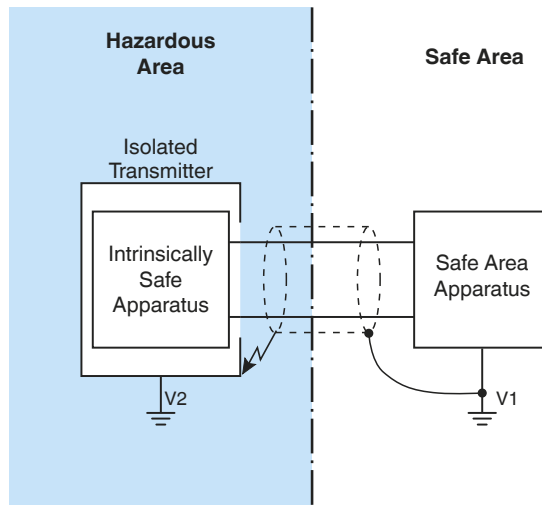 Hazardous
Area
Safe Area
Isolated
Transmitter
Intrinsically
Safe
Apparatus
Safe Area
Apparatus
V2
V1